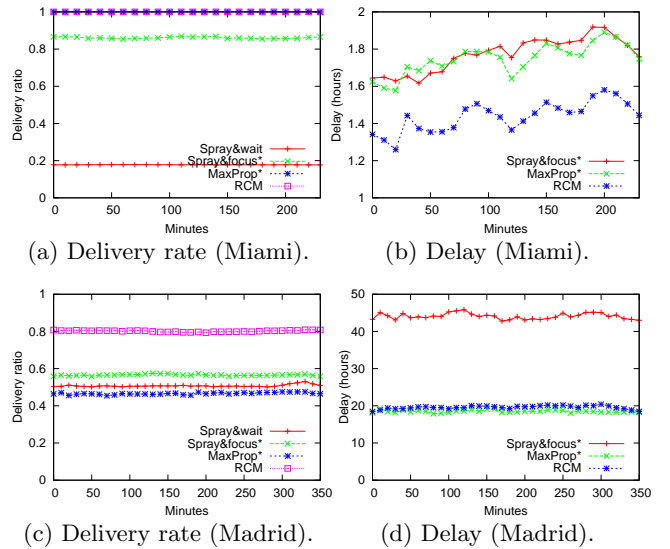 1
0.8
0.6
0.4
0.2
0
Delivery ratio
0 50 100 150 200
Minutes
Spray&wait
Spray&focus*
MaxProp*
RCM
(a) Delivery rate (Miami).
2
1.8
1.6
1.4
1.2
1
Delay (hours)
0 50 100 150 200
Minutes
Spray&focus*
MaxProp*
RCM
(b) Delay (Miami).
1
0.8
0.6
0.4
0.2
0
Delivery ratio
0 50 100 150 200 250 300 350
Minutes
Spray&wait
Spray&focus*
MaxProp*
RCM
(c) Delivery rate (Madrid).
50
40
30
20
10
0
Delay (hours)
0 50 100 150 200 250 300 350
Minutes
Spray&focus*
MaxProp*
RCM
(d) Delay (Madrid).